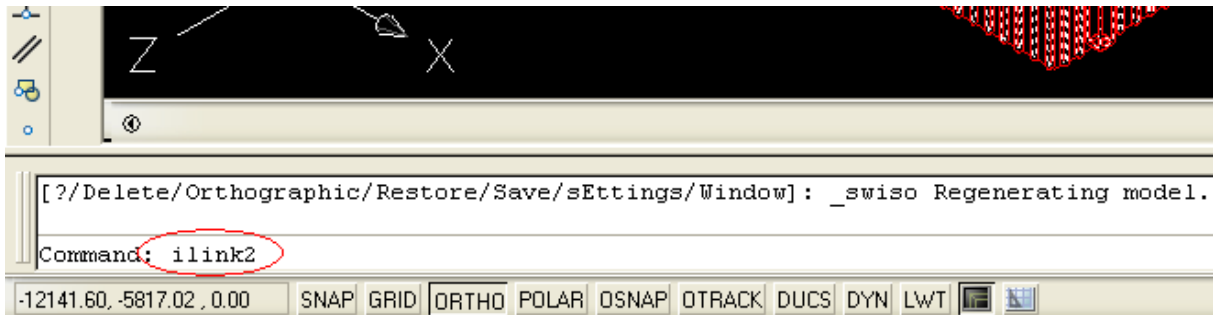 Z X
[?/Delete/Orthographic/Restore/Save/sEttings/Window]: _swiso Regenerating model.
Command: ilink2
-12141.60, -5817.02 , 0.00 SNAP GRID ORTHO POLAR OSNAP OTRACK DUCS DYN LWT